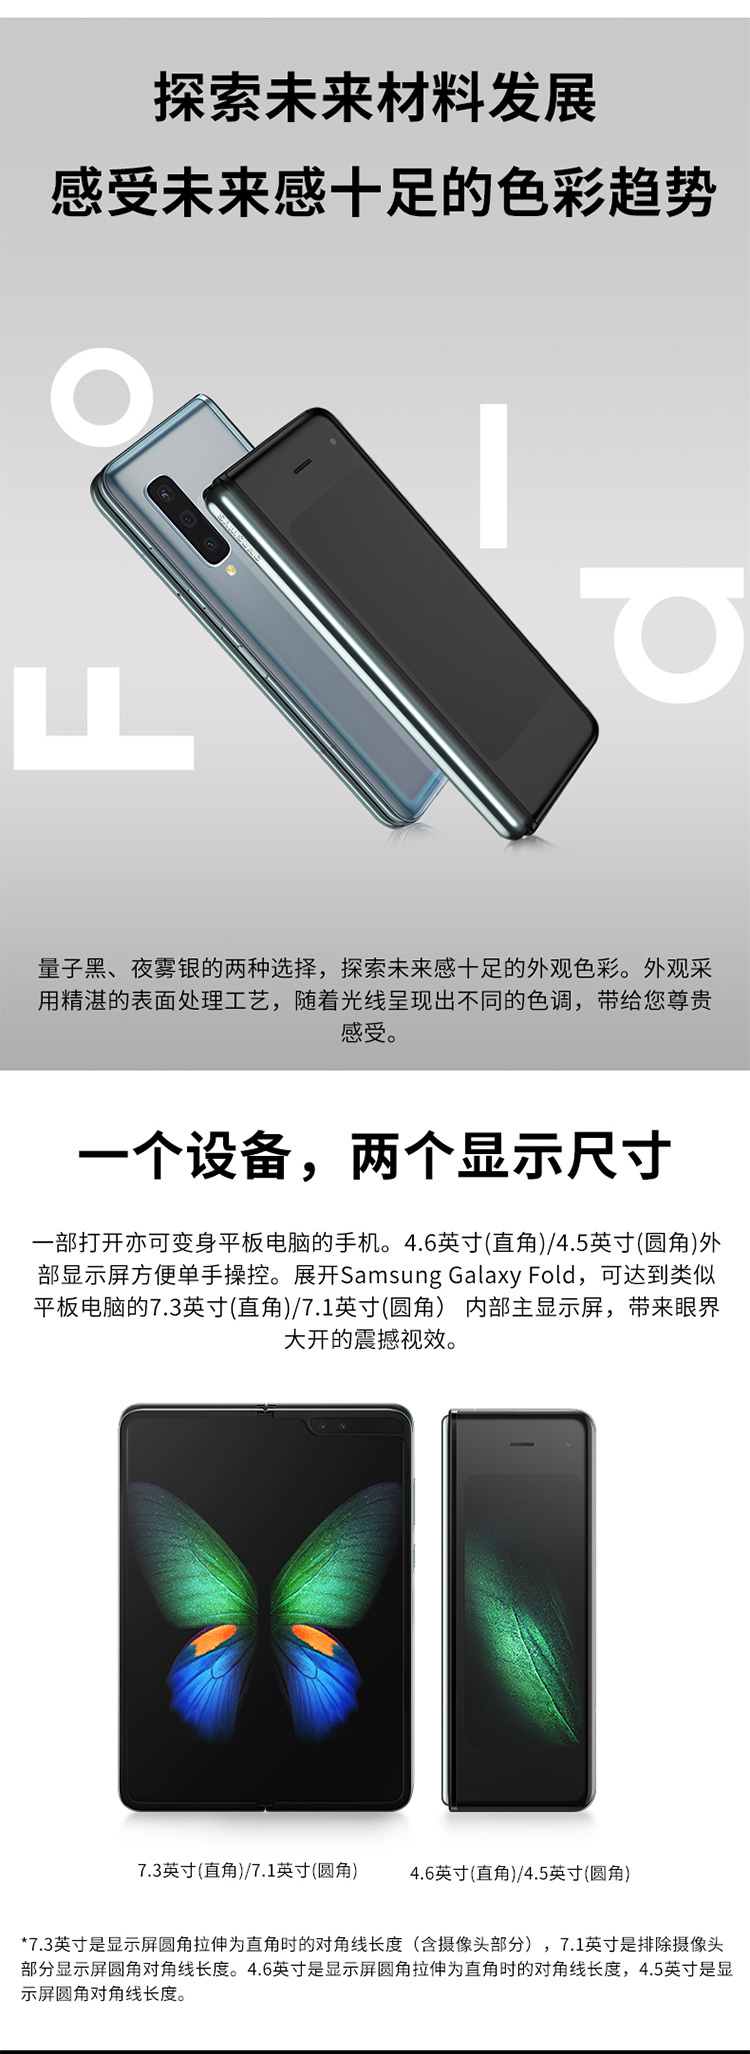 探索未来材料发展
感受未来感十足的色彩趋势
F
o
l
d
SAMSUNG
量子黑、夜雾银的两种选择，探索未来感十足的外观色彩。外观采
用精湛的表面处理工艺，随着光线呈现出不同的色调，带给您尊贵
感受。
一个设备，两个显示尺寸
一部打开亦可变身平板电脑的手机。4.6英寸(直角)/4.5英寸(圆角)外
部显示屏方便单手操控。展开Samsung Galaxy Fold，可达到类似
平板电脑的7.3英寸(直角)/7.1英寸(圆角） 内部主显示屏，带来眼界
大开的震撼视效。
7.3英寸(直角)/7.1英寸(圆角)
4.6英寸(直角)/4.5英寸(圆角)
*7.3英寸是显示屏圆角拉伸为直角时的对角线长度（含摄像头部分），7.1英寸是排除摄像头
部分显示屏圆角对角线长度。4.6英寸是显示屏圆角拉伸为直角时的对角线长度，4.5英寸是显
示屏圆角对角线长度。